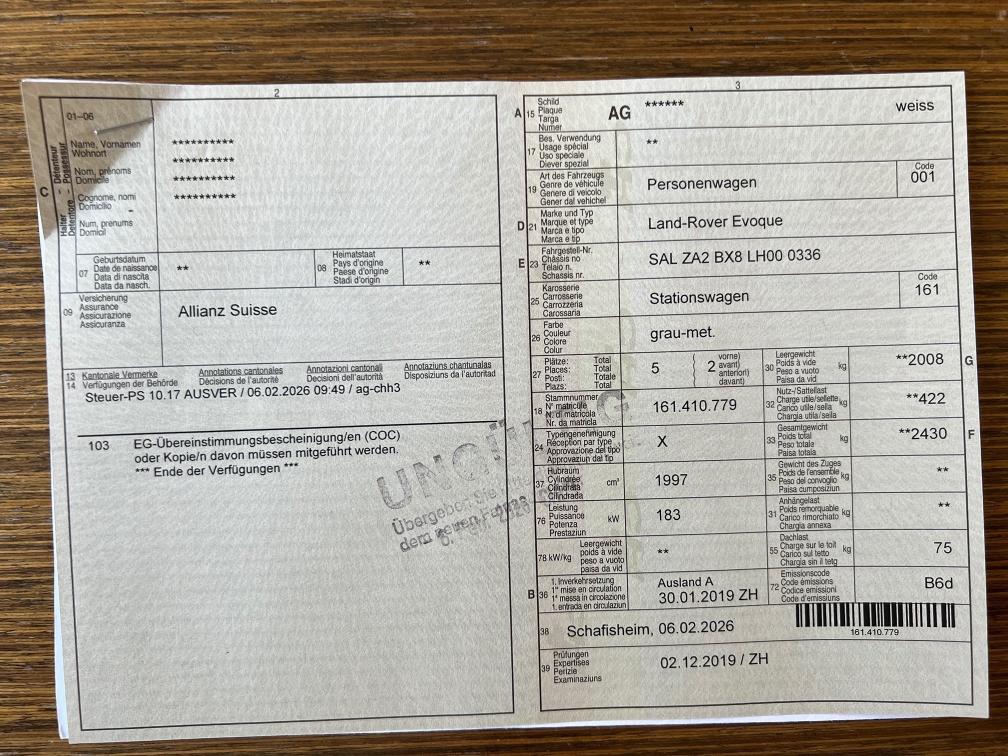 2
01-06
C
Halter - Détenteur
Detentore - Possessur
Name, Vornamen
Wohnort
Nom, prénoms
Domicile
Cognome, nomi
Domicilio
Num, prenums
Domicil
**********
**********
**********
**********
07
Geburtsdatum
Date de naissance
Data di nascita
Data da nasch.
**
08
Heimatstaat
Pays d'origine
Paese d'origine
Stadi d'origin
**
09
Versicherung
Assurance
Assicurazione
Assicuranza
Allianz Suisse
13 Kantonale Vermerke Annotations cantonales Annotazioni cantonali Annotaziuns chantunalas
14 Verfügungen der Behörde Décisions de l'autorité Decisioni dell'autorità Disposiziuns da l'autoritad
Steuer-PS 10.17 AUSVER / 06.02.2026 09:49 / ag-chh3
103 EG-Übereinstimmungsbescheinigung/en (COC)
oder Kopie/n davon müssen mitgeführt werden.
*** Ende der Verfügungen ***
3
A 15
Schild
Plaque
Targa
Numer
AG ****** weiss
17
Bes. Verwendung
Usage spécial
Uso speciale
Diever spezial
**
19
Art des Fahrzeugs
Genre de véhicule
Genere di veicolo
Gener dal vehichel
Personenwagen
Code
001
D 21
Marke und Typ
Marque et type
Marca e tipo
Marca e tip
Land-Rover Evoque
E 23
Fahrgestell-Nr.
Châssis no
Telaio n.
Schassis nr.
SAL ZA2 BX8 LH00 0336
25
Karosserie
Carrosserie
Carrozzeria
Carossaria
Stationswagen
Code
161
26
Farbe
Couleur
Colore
Colur
grau-met.
27
Plätze: Total
Places: Total
Posti: Totale
Plazs: Total
5
( 2 vorne)
avant)
anteriori)
davant)
30
Leergewicht
Poids à vide
Peso a vuoto
Paisa da vid
kg
**2008
G
18
Stammnummer
N° matricule
N. di matricola
Nr. da matricla
161.410.779
32
Nutz-/Sattellast
Charge utile/sellette
Carico utile/sella
Chargia utila/sella
kg
**422
24
Typengenehmigung
Réception par type
Approvazione del tipo
Approvaziun dal tip
X
33
Gesamtgewicht
Poids total
Peso totale
Paisa totala
kg
**2430
F
37
Hubraum
Cylindrée
Cilindrata
Cilindrada
cm³
1997
35
Gewicht des Zuges
Poids de l'ensemble
Peso del convoglio
Paisa cumposiziun
kg
**
76
Leistung
Puissance
Potenza
Prestaziun
kW
183
31
Anhängelast
Poids remorquable
Carico rimorchiato
Chargia annexa
kg
**
78 kW/kg
Leergewicht
poids à vide
peso a vuoto
paisa da vid
**
55
Dachlast
Charge sur le toit
Carico sul tetto
Chargia sin il tetg
kg
75
B 36
1. Inverkehrsetzung
1re mise en circulation
1a messa in circolazione
1. entrada en circulaziun
Ausland A
30.01.2019 ZH
72
Emissionscode
Code émissions
Codice emissioni
Code d'emissiuns
B6d
38
Schafisheim, 06.02.2026
161.410.779
39
Prüfungen
Expertises
Perizie
Examinaziuns
02.12.2019 / ZH